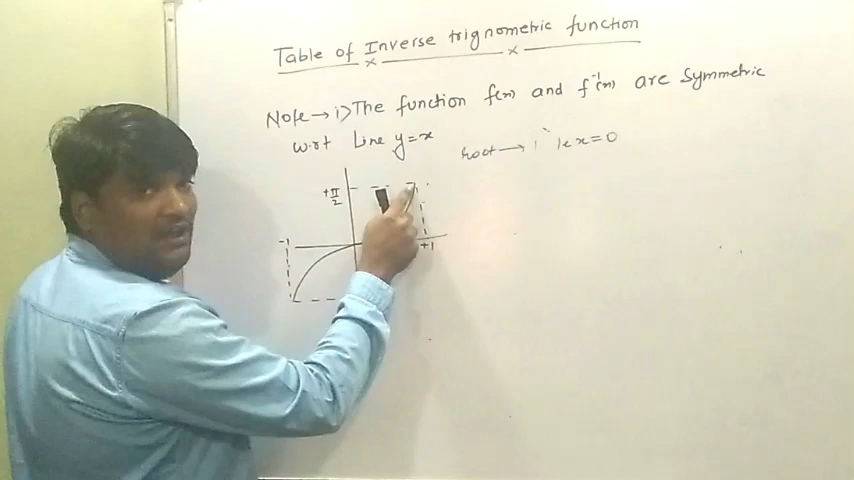 Table of Inverse trignometric function
Note → i> The function f(x) and f⁻¹(x) are Symmetric
w.r.t Line y=x
root → x=0
+π/2
-1
+1